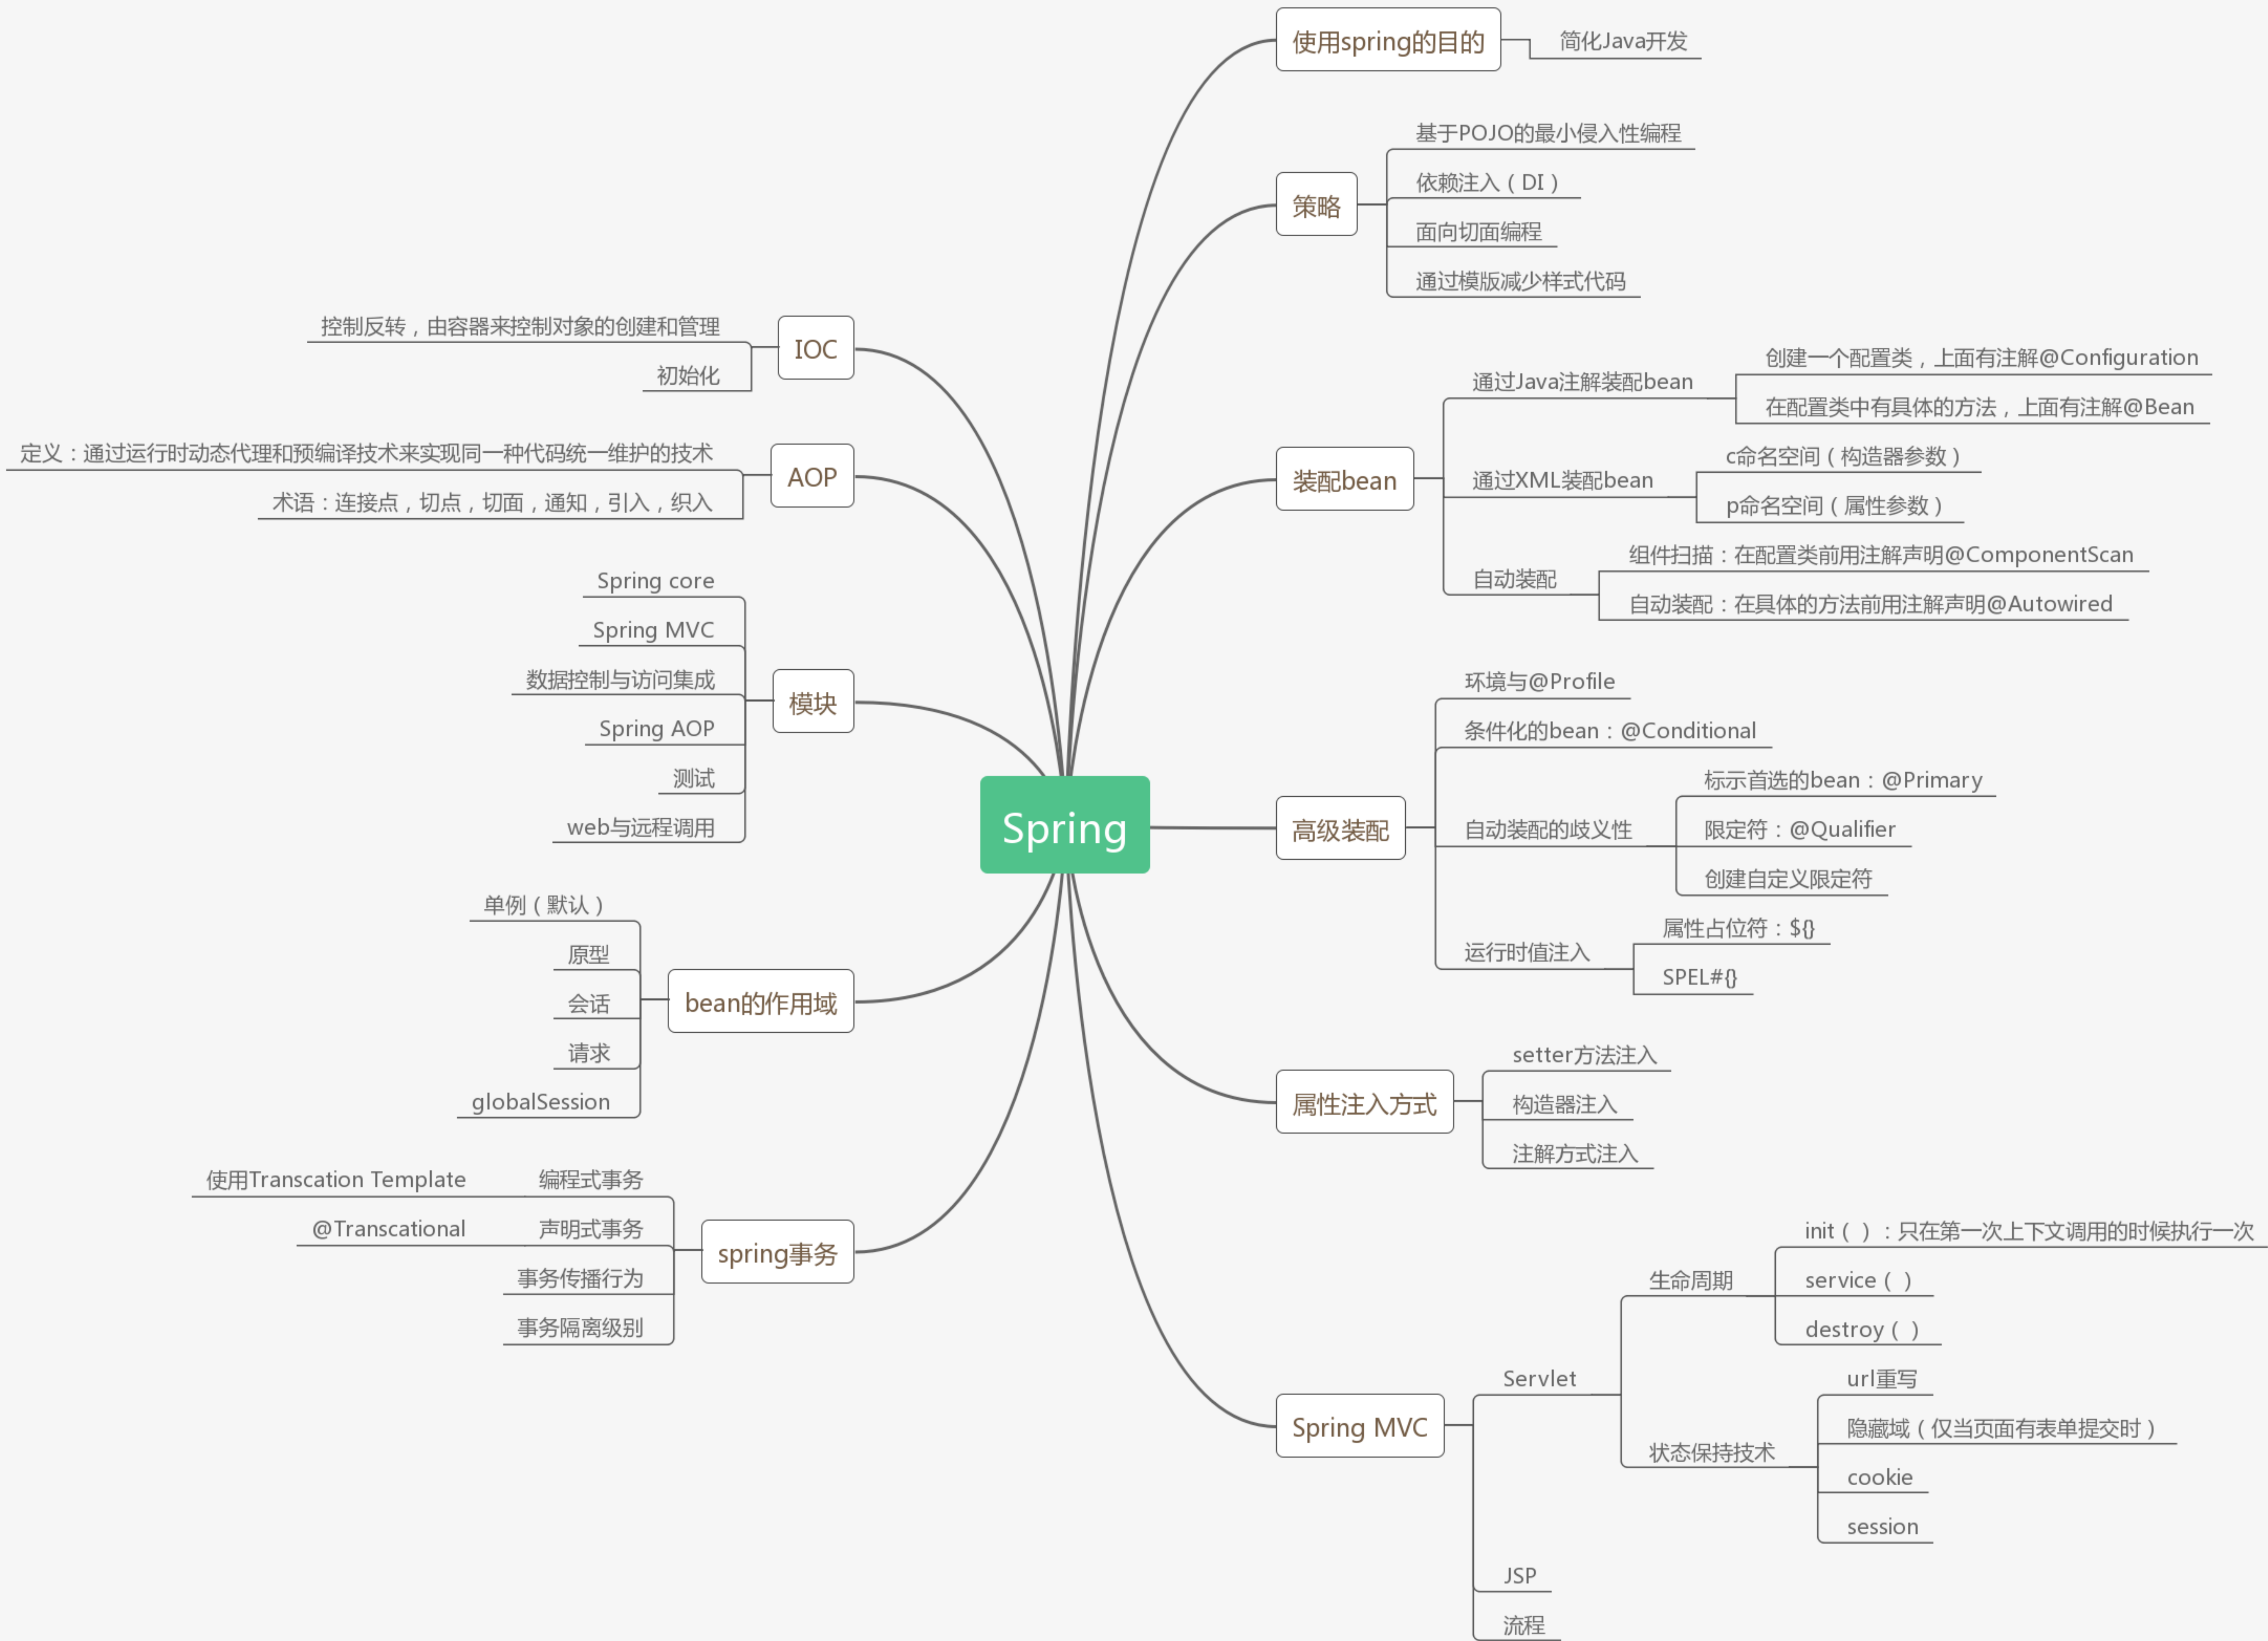 Spring
使用spring的目的
简化Java开发
策略
基于POJO的最小侵入性编程
依赖注入（DI）
面向切面编程
通过模版减少样式代码
装配bean
通过Java注解装配bean
创建一个配置类，上面有注解@Configuration
在配置类中有具体的方法，上面有注解@Bean
通过XML装配bean
c命名空间（构造器参数）
p命名空间（属性参数）
自动装配
组件扫描：在配置类前用注解声明@ComponentScan
自动装配：在具体的方法前用注解声明@Autowired
高级装配
环境与@Profile
条件化的bean：@Conditional
自动装配的歧义性
标示首选的bean：@Primary
限定符：@Qualifier
创建自定义限定符
运行时值注入
属性占位符：${}
SPEL#{}
属性注入方式
setter方法注入
构造器注入
注解方式注入
Spring MVC
Servlet
生命周期
init（ ）：只在第一次上下文调用的时候执行一次
service（ ）
destroy（ ）
状态保持技术
url重写
隐藏域（仅当页面有表单提交时）
cookie
session
JSP
流程
IOC
控制反转，由容器来控制对象的创建和管理
初始化
AOP
定义：通过运行时动态代理和预编译技术来实现同一种代码统一维护的技术
术语：连接点，切点，切面，通知，引入，织入
模块
Spring core
Spring MVC
数据控制与访问集成
Spring AOP
测试
web与远程调用
bean的作用域
单例（默认）
原型
会话
请求
globalSession
spring事务
编程式事务
使用Transcation Template
声明式事务
@Transcational
事务传播行为
事务隔离级别